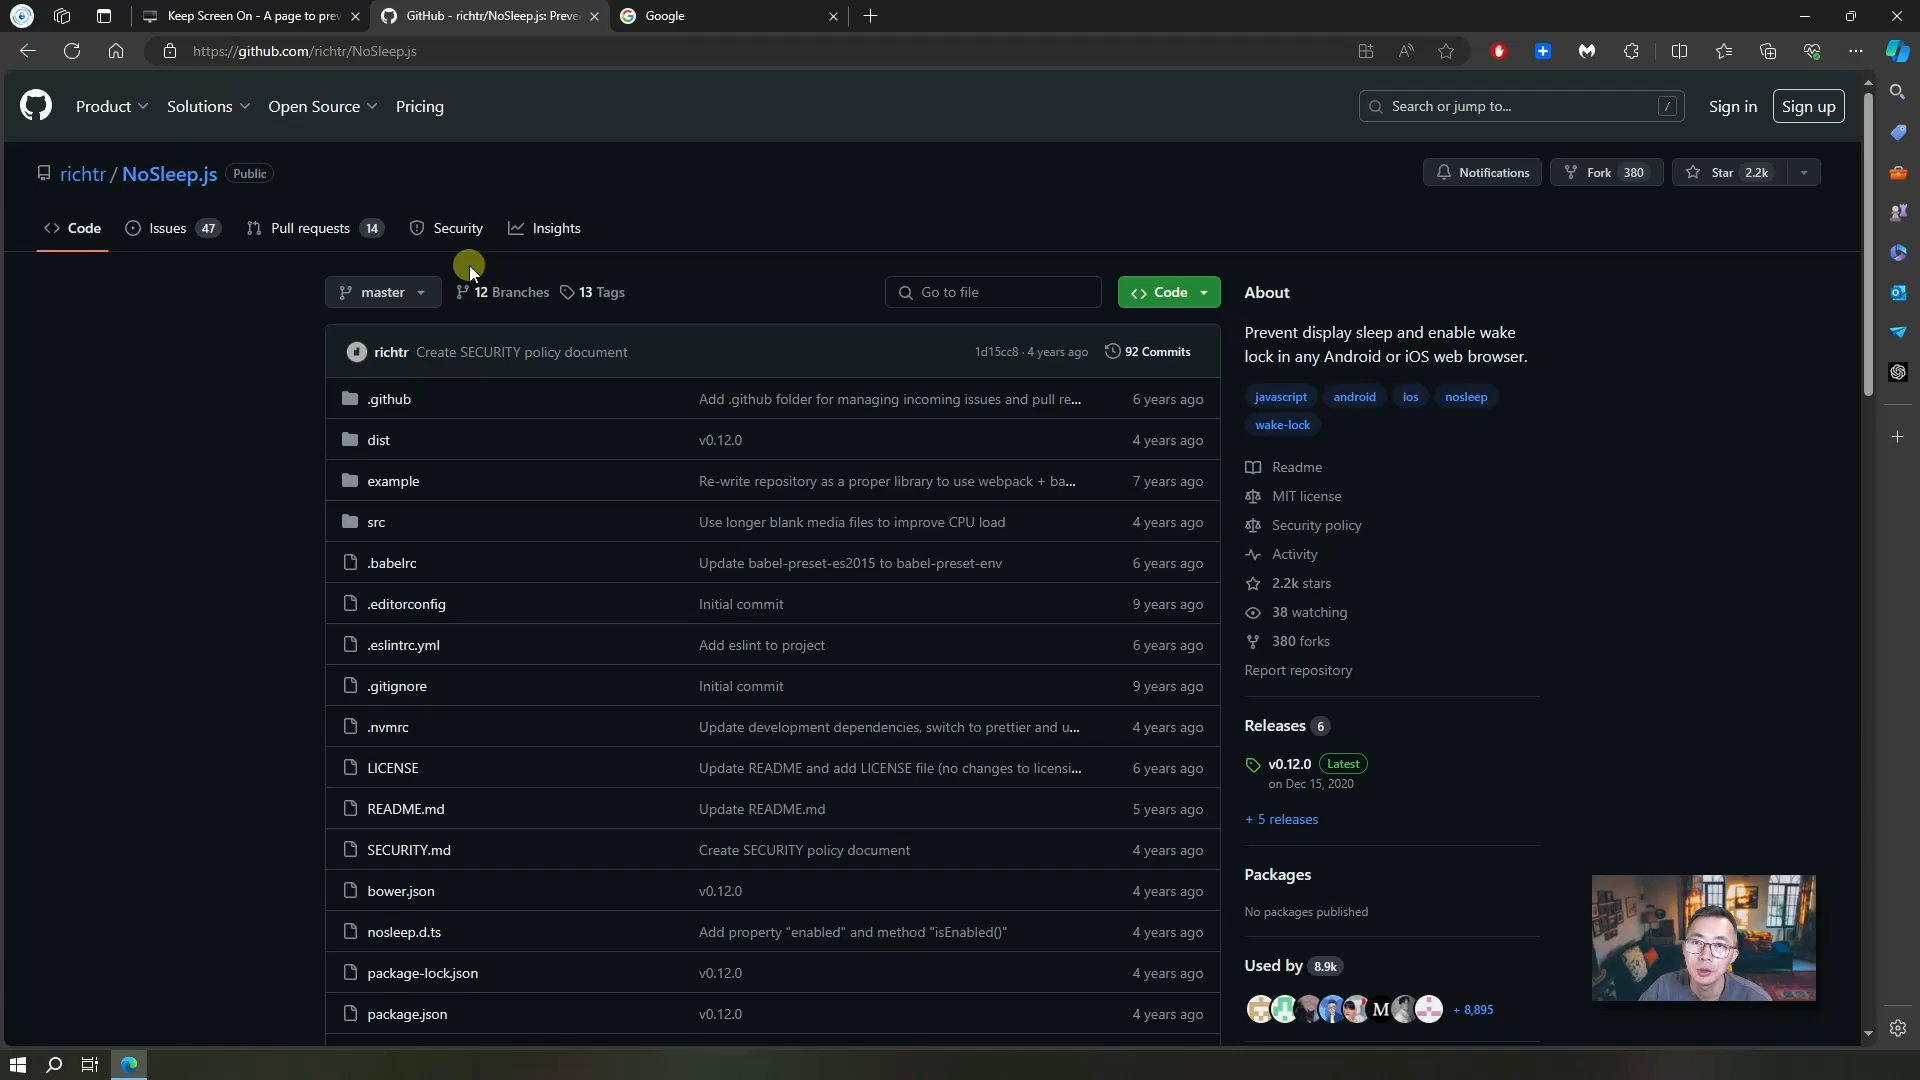 Keep Screen On - A page to prev
GitHub - richtr/NoSleep.js: Preve
Google
https://github.com/richtr/NoSleep.js
Product
Solutions
Open Source
Pricing
Search or jump to...
/
Sign in
Sign up
richtr / NoSleep.js
Public
Notifications
Fork 380
Star 2.2k
Code
Issues 47
Pull requests 14
Security
Insights
master
12 Branches
13 Tags
Go to file
Code
richtr Create SECURITY policy document 1d15cc8 · 4 years ago 92 Commits
.github Add .github folder for managing incoming issues and pull re... 6 years ago
dist v0.12.0 4 years ago
example Re-write repository as a proper library to use webpack + ba... 7 years ago
src Use longer blank media files to improve CPU load 4 years ago
.babelrc Update babel-preset-es2015 to babel-preset-env 6 years ago
.editorconfig Initial commit 9 years ago
.eslintrc.yml Add eslint to project 6 years ago
.gitignore Initial commit 9 years ago
.nvmrc Update development dependencies, switch to prettier and u... 4 years ago
LICENSE Update README and add LICENSE file (no changes to licensi... 6 years ago
README.md Update README.md 5 years ago
SECURITY.md Create SECURITY policy document 4 years ago
bower.json v0.12.0 4 years ago
nosleep.d.ts Add property "enabled" and method "isEnabled()" 4 years ago
package-lock.json v0.12.0 4 years ago
package.json v0.12.0 4 years ago
About
Prevent display sleep and enable wake
lock in any Android or iOS web browser.
javascript android ios nosleep
wake-lock
Readme
MIT license
Security policy
Activity
2.2k stars
38 watching
380 forks
Report repository
Releases 6
v0.12.0 Latest
on Dec 15, 2020
+ 5 releases
Packages
No packages published
Used by 8.9k
M
+ 8,895